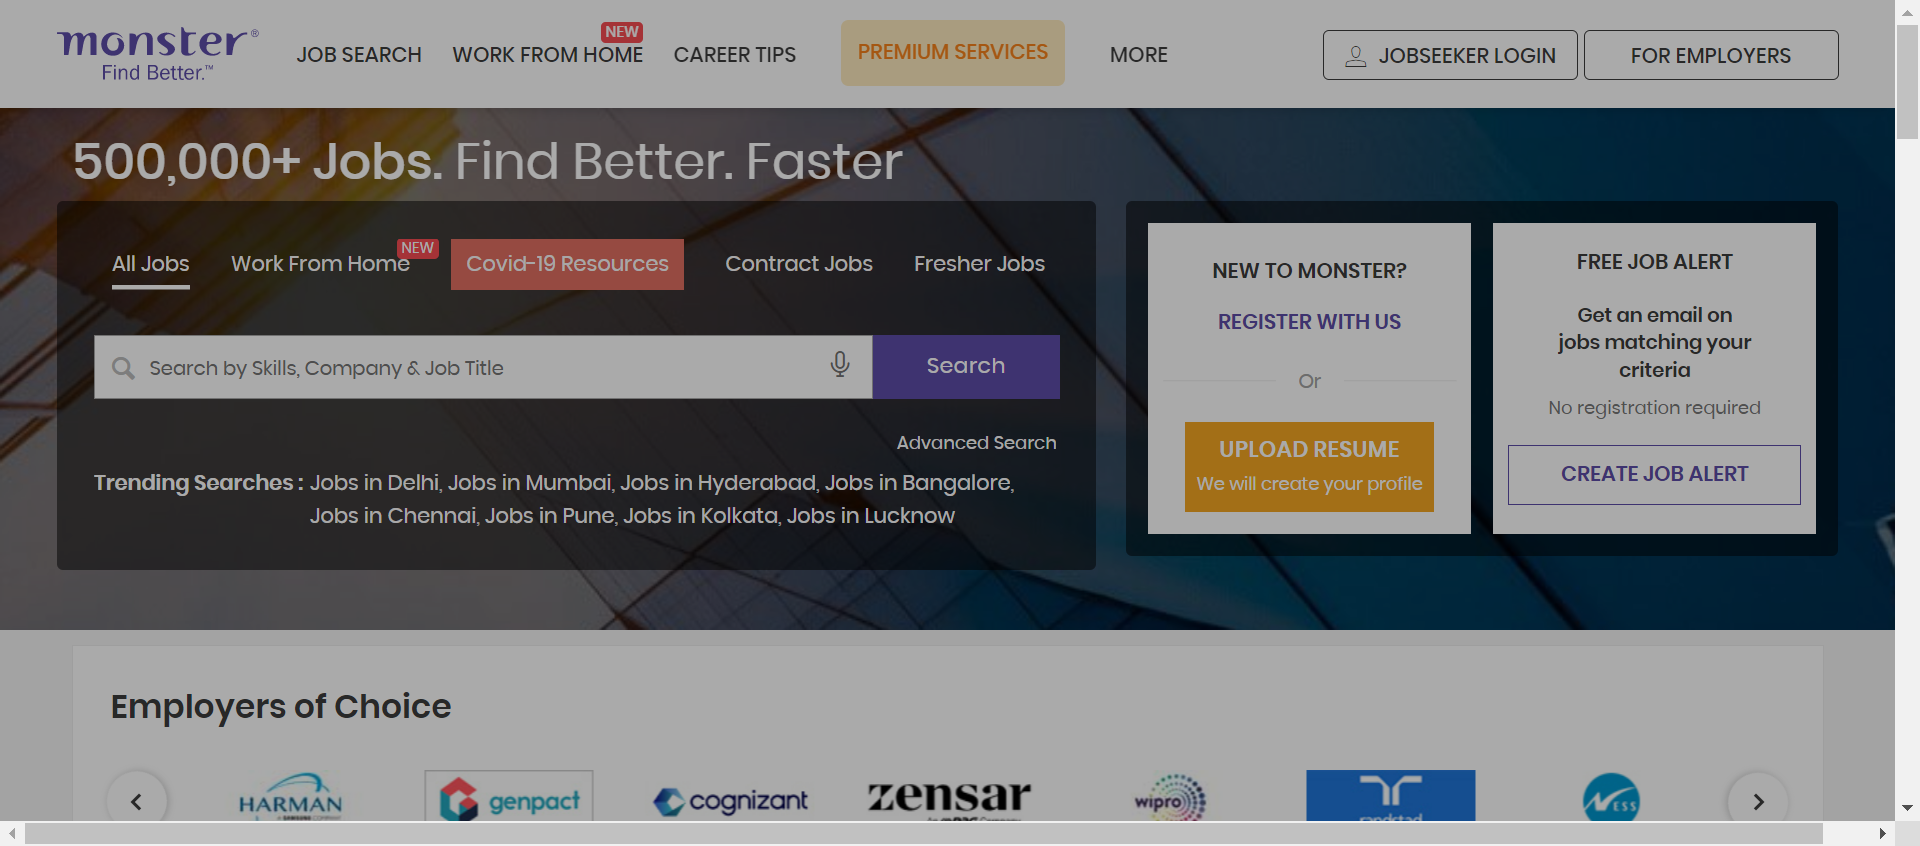 monster®
Find Better.™
JOB SEARCH
WORK FROM HOME
NEW
CAREER TIPS
PREMIUM SERVICES
MORE
JOBSEEKER LOGIN
FOR EMPLOYERS
500,000+ Jobs. Find Better. Faster
All Jobs
Work From Home
NEW
Covid-19 Resources
Contract Jobs
Fresher Jobs
Search by Skills, Company & Job Title
Search
Advanced Search
Trending Searches : Jobs in Delhi, Jobs in Mumbai, Jobs in Hyderabad, Jobs in Bangalore,
Jobs in Chennai, Jobs in Pune, Jobs in Kolkata, Jobs in Lucknow
NEW TO MONSTER?
REGISTER WITH US
Or
UPLOAD RESUME
We will create your profile
FREE JOB ALERT
Get an email on
jobs matching your
criteria
No registration required
CREATE JOB ALERT
Employers of Choice
HARMAN
genpact
cognizant
zensar
wipro
randstad
NESS